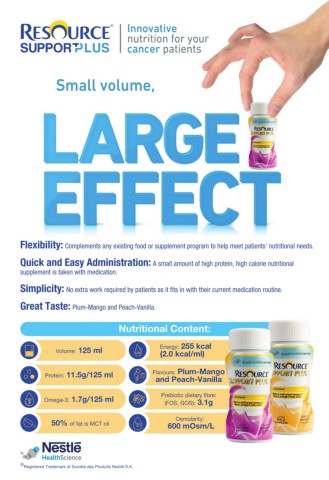 RESOURCE®
SUPPORT PLUS
Innovative
nutrition for your
cancer patients
Small volume,
RESOURCE
LARGE
EFFECT
Flexibility: Complements any existing food or supplement program to help meet patients' nutritional needs.
Quick and Easy Administration: A small amount of high protein, high calorie nutritional
supplement is taken with medication.
Simplicity: No extra work required by patients as it fits in with their current medication routine.
Great Taste: Plum-Mango and Peach-Vanilla.
Nutritional Content:
Volume: 125 ml
Energy: 255 kcal
(2.0 kcal/ml)
Protein: 11.5g/125 ml
Flavours: Plum-Mango
and Peach-Vanilla
Omega-3: 1.7g/125 ml
Prebiotic dietary fibre:
(FOS, GOS): 3.1g
50% of fat is MCT oil
Osmolarity:
600 mOsm/L
RESOURCE
SUPPORT PLUS
RESOURCE
SUPPORT PLUS
Nestlé
HealthScience
®Registered Trademark of Société des Produits Nestlé S.A.